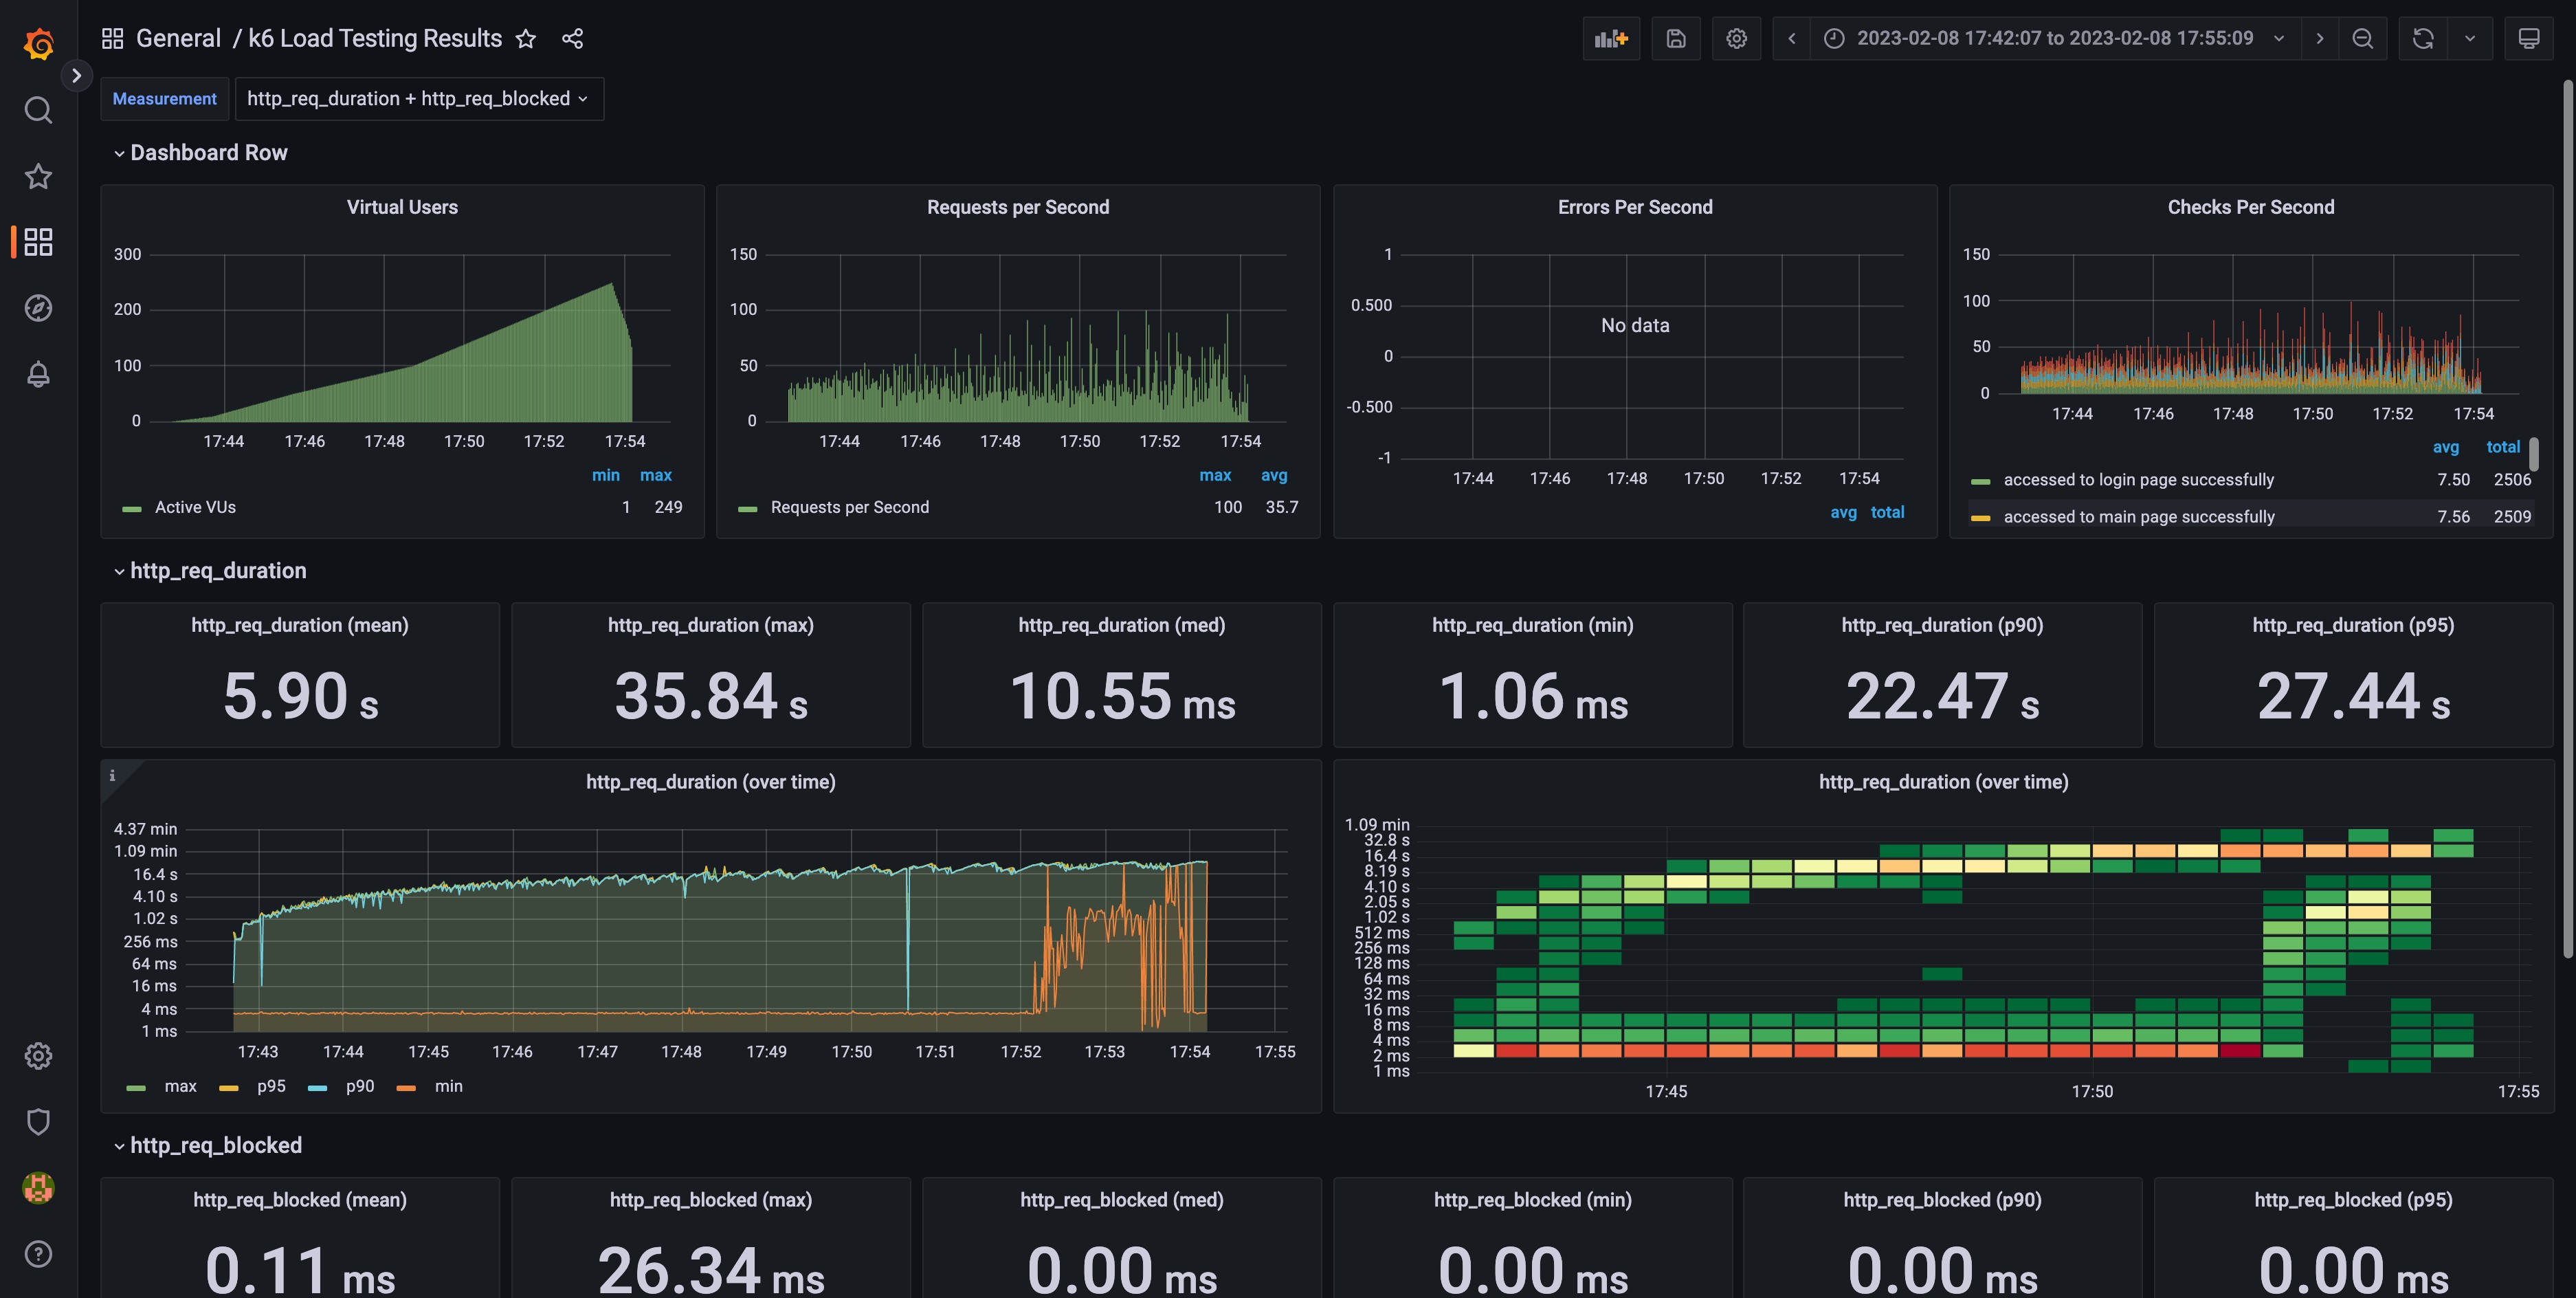 General / k6 Load Testing Results
2023-02-08 17:42:07 to 2023-02-08 17:55:09
Measurement
http_req_duration + http_req_blocked
Dashboard Row
Virtual Users
300
200
100
0
17:44 17:46 17:48 17:50 17:52 17:54
min max
Active VUs 1 249
Requests per Second
150
100
50
0
17:44 17:46 17:48 17:50 17:52 17:54
max avg
Requests per Second 100 35.7
Errors Per Second
1
0.500
0
-0.500
-1
No data
17:44 17:46 17:48 17:50 17:52 17:54
avg total
Checks Per Second
150
100
50
0
17:44 17:46 17:48 17:50 17:52 17:54
avg total
accessed to login page successfully 7.50 2506
accessed to main page successfully 7.56 2509
http_req_duration
http_req_duration (mean)
5.90 s
http_req_duration (max)
35.84 s
http_req_duration (med)
10.55 ms
http_req_duration (min)
1.06 ms
http_req_duration (p90)
22.47 s
http_req_duration (p95)
27.44 s
i
http_req_duration (over time)
4.37 min
1.09 min
16.4 s
4.10 s
1.02 s
256 ms
64 ms
16 ms
4 ms
1 ms
17:43 17:44 17:45 17:46 17:47 17:48 17:49 17:50 17:51 17:52 17:53 17:54 17:55
max p95 p90 min
http_req_duration (over time)
1.09 min
32.8 s
16.4 s
8.19 s
4.10 s
2.05 s
1.02 s
512 ms
256 ms
128 ms
64 ms
32 ms
16 ms
8 ms
4 ms
2 ms
1 ms
17:45 17:50 17:55
http_req_blocked
http_req_blocked (mean)
0.11 ms
http_req_blocked (max)
26.34 ms
http_req_blocked (med)
0.00 ms
http_req_blocked (min)
0.00 ms
http_req_blocked (p90)
0.00 ms
http_req_blocked (p95)
0.00 ms